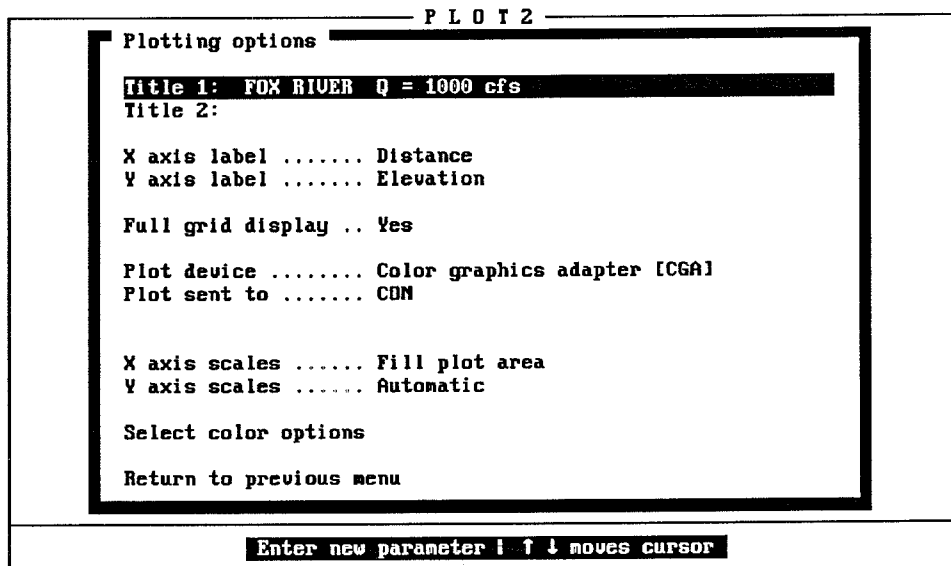 P L O T 2
Plotting options
Title 1: FOX RIVER Q = 1000 cfs
Title 2:
X axis label ....... Distance
Y axis label ....... Elevation
Full grid display .. Yes
Plot device ........ Color graphics adapter [CGA]
Plot sent to ....... CON
X axis scales ...... Fill plot area
Y axis scales ...... Automatic
Select color options
Return to previous menu
Enter new parameter ¦ ↑ ↓ moves cursor